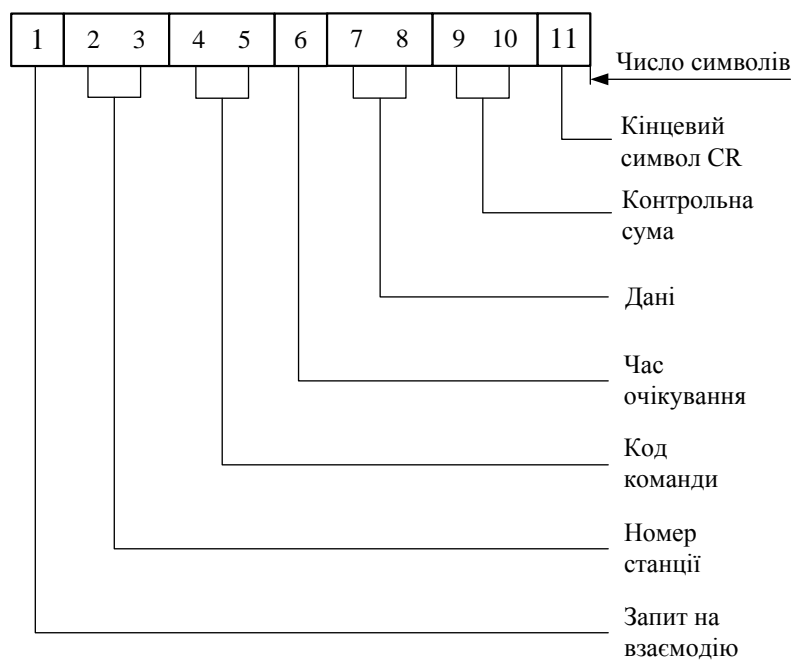 1 2 3 4 5 6 7 8 9 10 11
Число символів
Кінцевий
символ CR
Контрольна
сума
Дані
Час
очікування
Код
команди
Номер
станції
Запит на
взаємодію